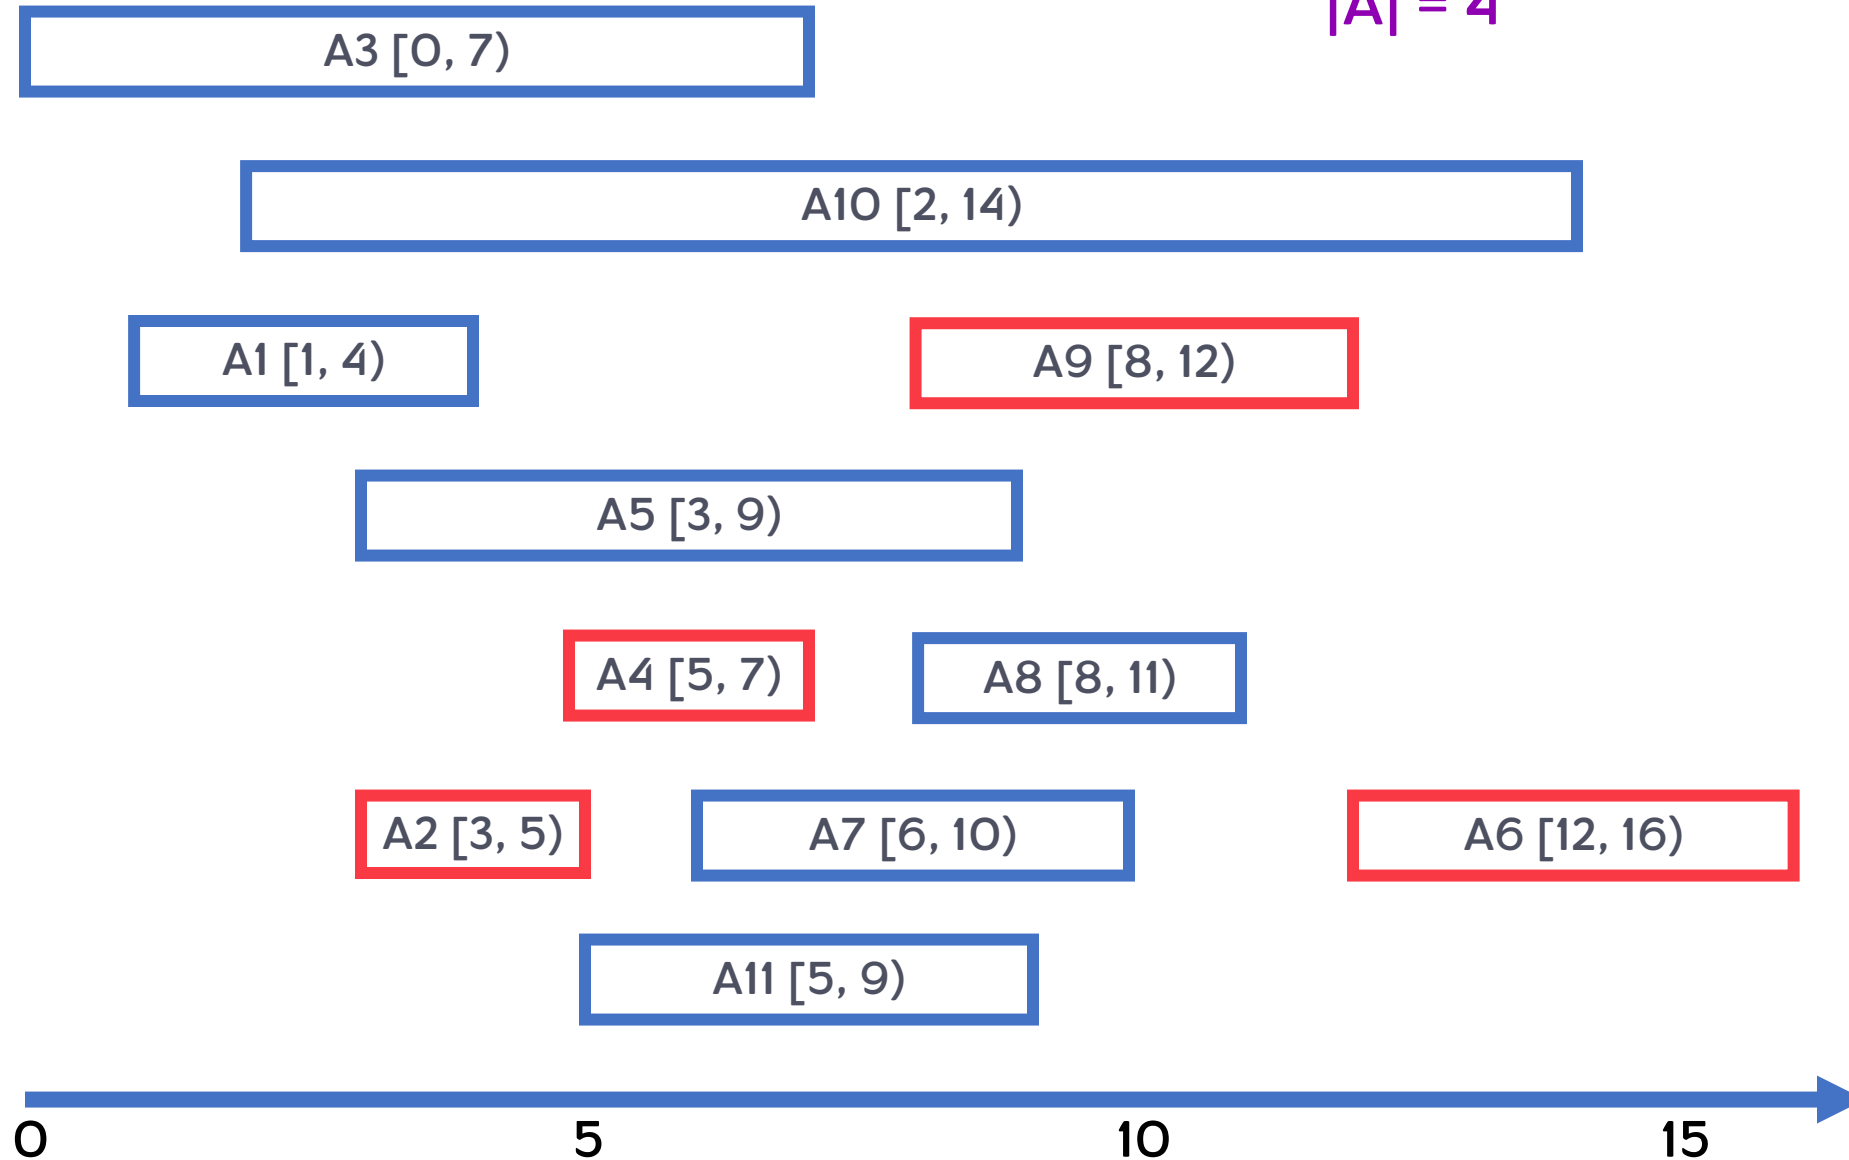 |A| = 4
A3 [0, 7)
A10 [2, 14)
A1 [1, 4)
A9 [8, 12)
A5 [3, 9)
A4 [5, 7)
A8 [8, 11)
A2 [3, 5)
A7 [6, 10)
A6 [12, 16)
A11 [5, 9)
0 5 10 15